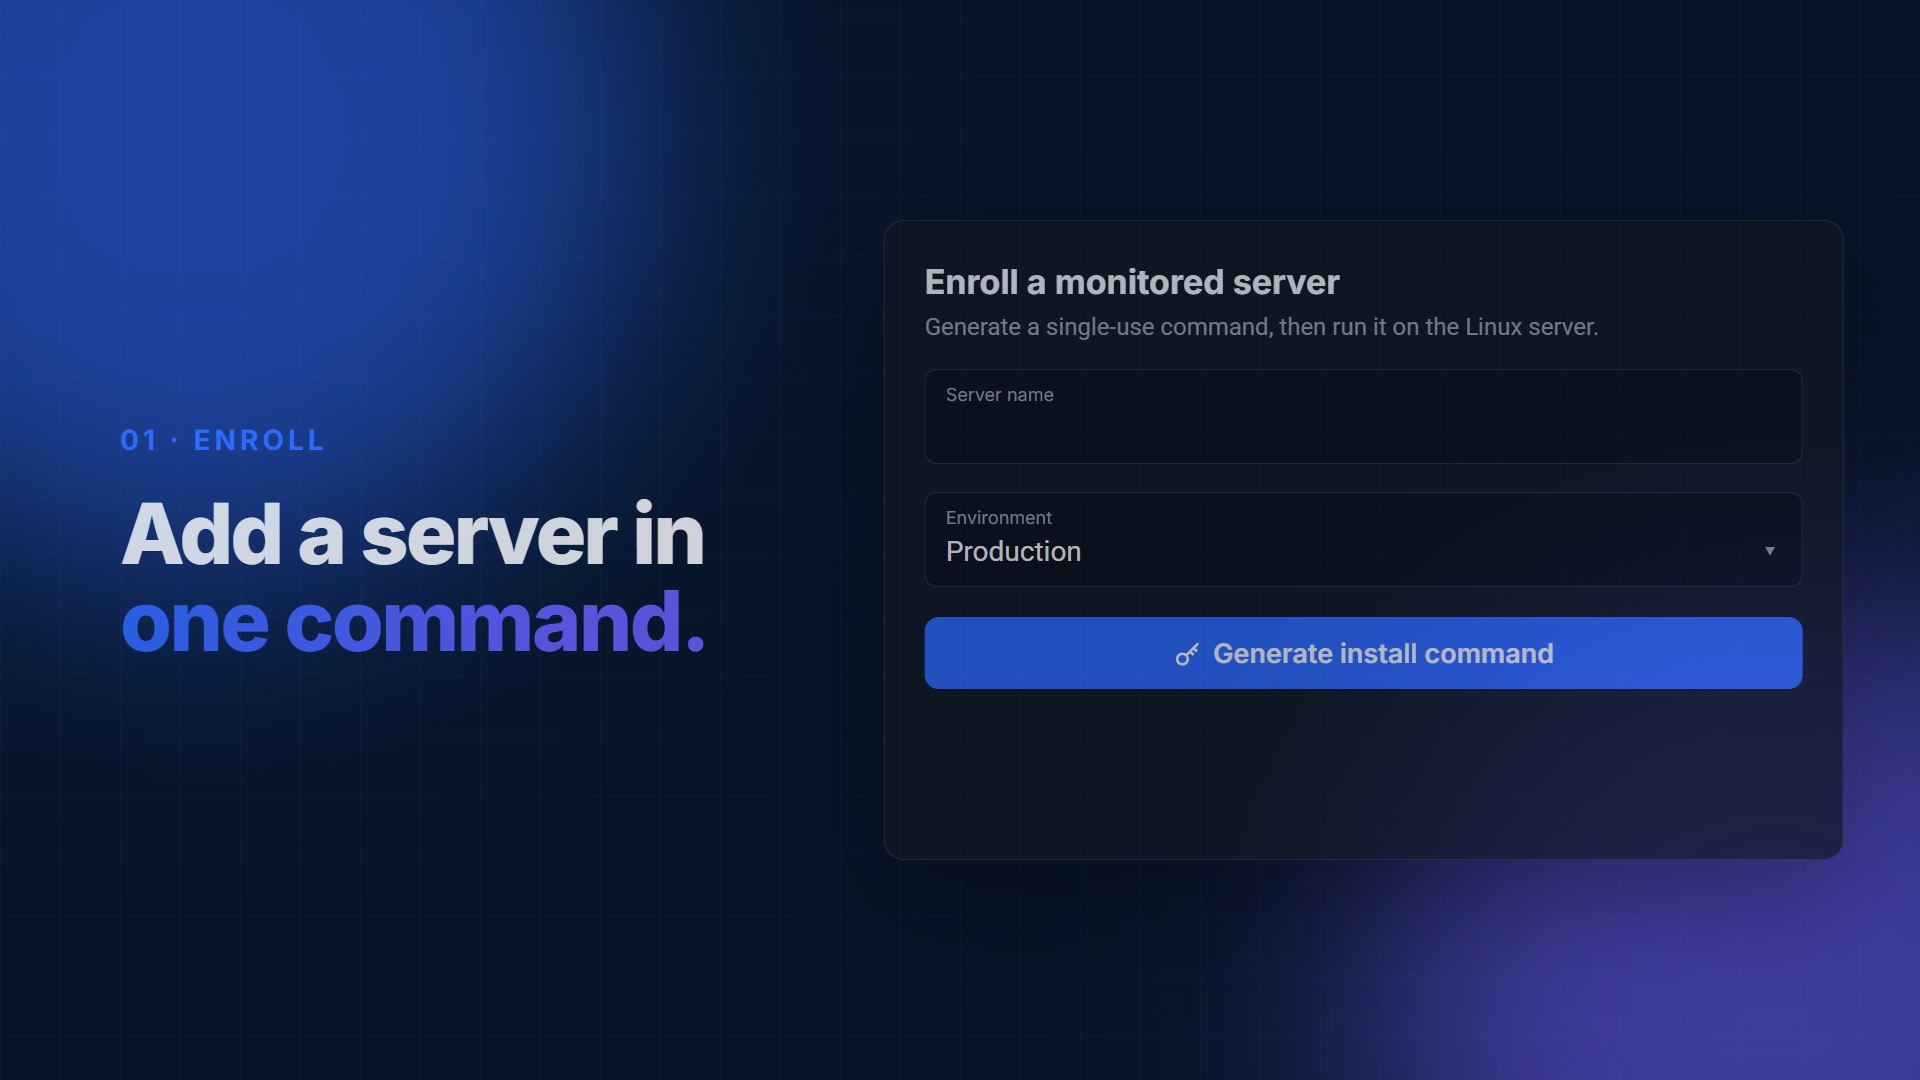 01 · ENROLL
Add a server in
one command.
Enroll a monitored server
Generate a single-use command, then run it on the Linux server.
Server name
Environment
Production
Generate install command